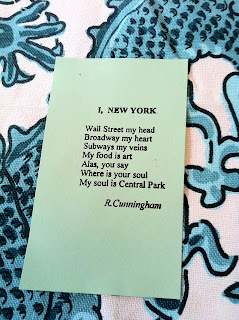 I, NEW YORK
Wall Street my head
Broadway my heart
Subways my veins
My food is art
Alas, you say
Where is your soul
My soul is Central Park
R.Cunningham